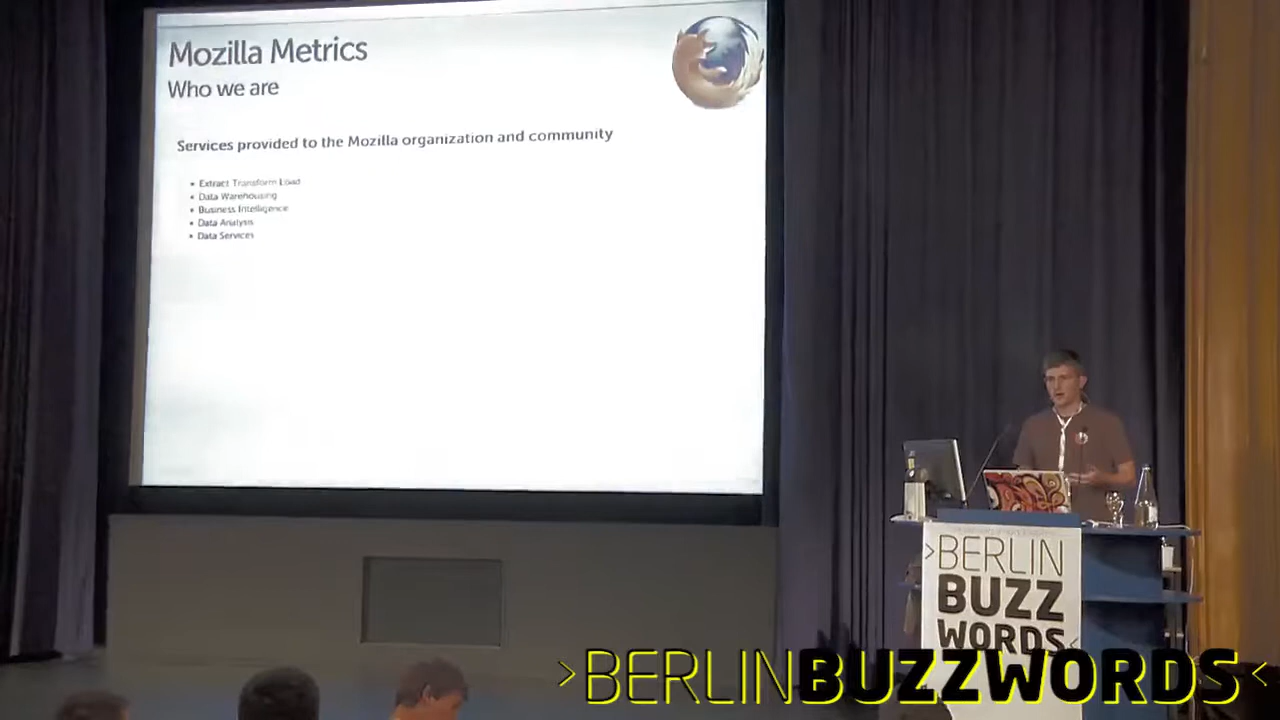 Mozilla Metrics
Who we are
Services provided to the Mozilla organization and community
• Extract Transform Load
• Data Warehousing
• Business Intelligence
• Data Analysis
• Data Services
>BERLIN
BUZZ
WORDS<
>BERLINBUZZWORDS<